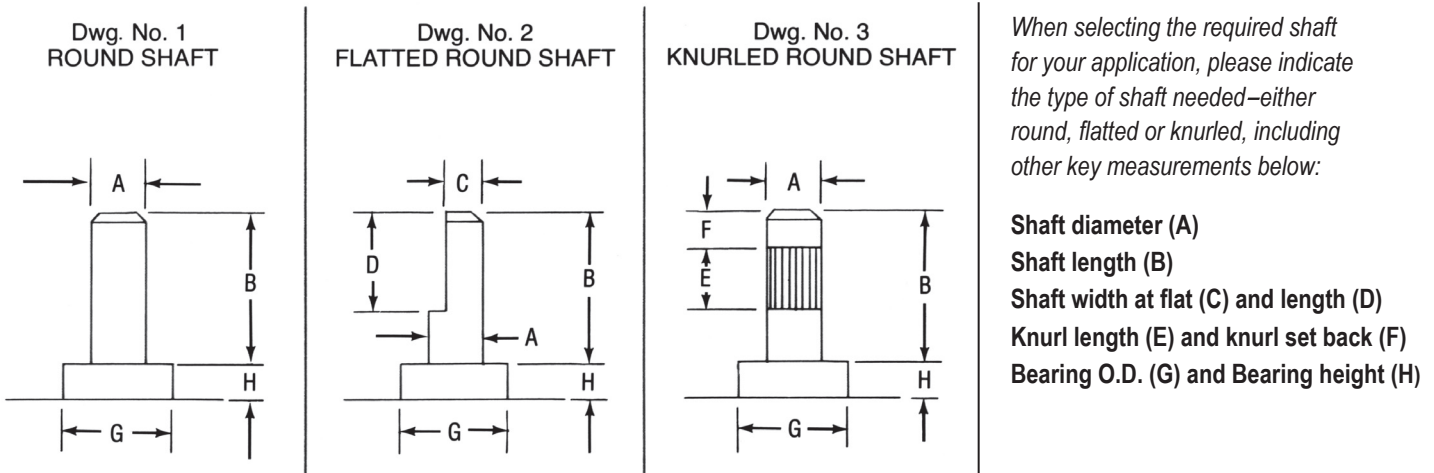 Dwg. No. 1
ROUND SHAFT
A
B
H
G
Dwg. No. 2
FLATTED ROUND SHAFT
C
D
B
A
H
G
Dwg. No. 3
KNURLED ROUND SHAFT
A
F
E
B
H
G
When selecting the required shaft
for your application, please indicate
the type of shaft needed–either
round, flatted or knurled, including
other key measurements below:
Shaft diameter (A)
Shaft length (B)
Shaft width at flat (C) and length (D)
Knurl length (E) and knurl set back (F)
Bearing O.D. (G) and Bearing height (H)